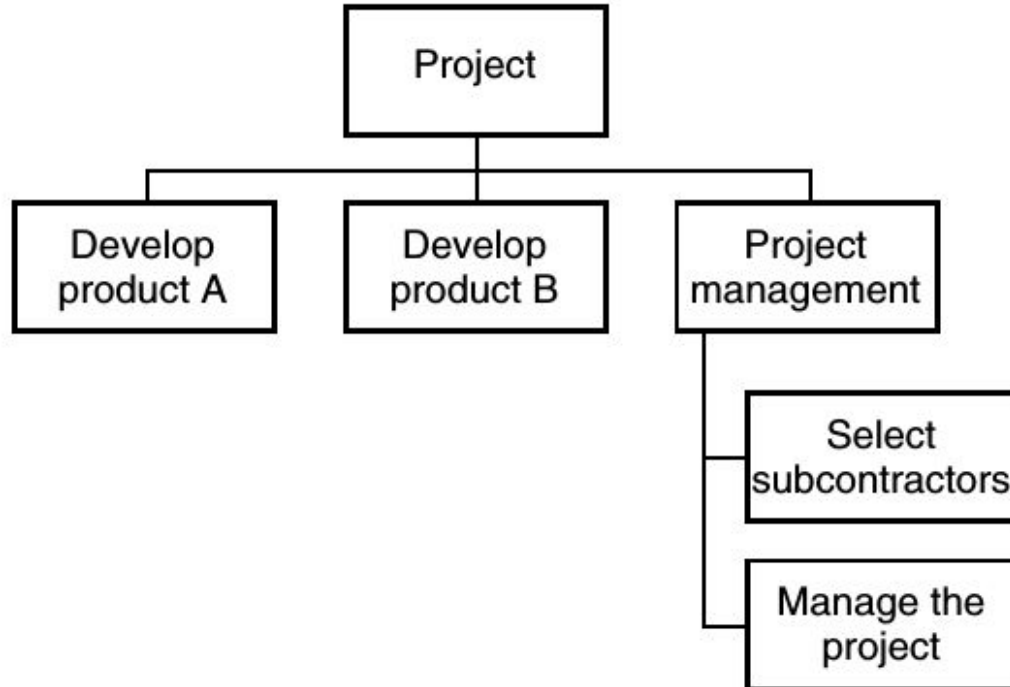 Project
Develop
product A
Develop
product B
Project
management
Select
subcontractors
Manage the
project